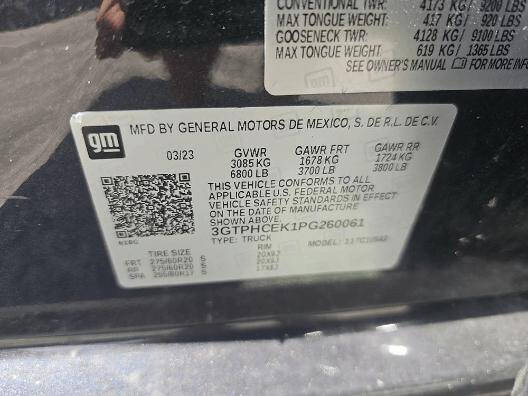 CONVENTIONAL TWR: 4173 KG/ 9200 LBS
MAX TONGUE WEIGHT: 417 KG/ 920 LBS
GOOSENECK TWR: 4128 KG/ 9100 LBS
MAX TONGUE WEIGHT: 619 KG/ 1365 LBS
SEE OWNER'S MANUAL FOR MORE INFO
gm
MFD BY GENERAL MOTORS DE MEXICO, S. DE R.L. DE C.V.
03/23 GVWR GAWR FRT GAWR RR
3085 KG 1678 KG 1724 KG
6800 LB 3700 LB 3800 LB
THIS VEHICLE CONFORMS TO ALL
APPLICABLE U.S. FEDERAL MOTOR
VEHICLE SAFETY STANDARDS IN EFFECT
ON THE DATE OF MANUFACTURE
SHOWN ABOVE.
3GTPHCEK1PG260061
TYPE: TRUCK MODEL:
TIRE SIZE RIM
FRT 275/60R20 S 20X9J
RR 275/60R20 S 20X9J
SPA 255/80R17 S 17X8J